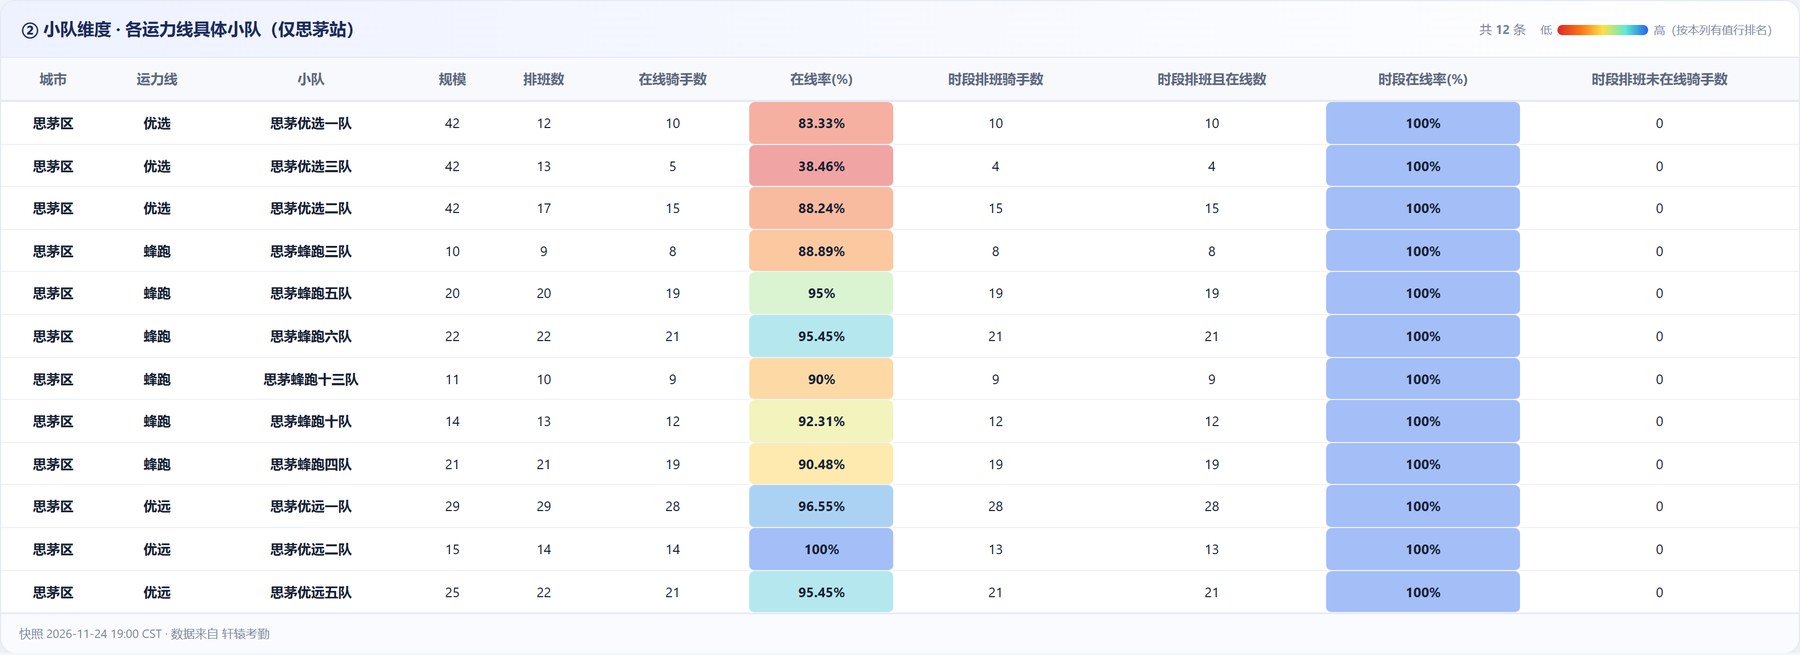 ② 小队维度 · 各运力线具体小队（仅思茅站）
共 12 条 低 高 (按本列有值行排名)
城市 运力线 小队 规模 排班数 在线骑手数 在线率(%) 时段排班骑手数 时段排班且在线数 时段在线率(%) 时段排班未在线骑手数
思茅区 优选 思茅优选一队 42 12 10 83.33% 10 10 100% 0
思茅区 优选 思茅优选三队 42 13 5 38.46% 4 4 100% 0
思茅区 优选 思茅优选二队 42 17 15 88.24% 15 15 100% 0
思茅区 蜂跑 思茅蜂跑三队 10 9 8 88.89% 8 8 100% 0
思茅区 蜂跑 思茅蜂跑五队 20 20 19 95% 19 19 100% 0
思茅区 蜂跑 思茅蜂跑六队 22 22 21 95.45% 21 21 100% 0
思茅区 蜂跑 思茅蜂跑十三队 11 10 9 90% 9 9 100% 0
思茅区 蜂跑 思茅蜂跑十队 14 13 12 92.31% 12 12 100% 0
思茅区 蜂跑 思茅蜂跑四队 21 21 19 90.48% 19 19 100% 0
思茅区 优远 思茅优远一队 29 29 28 96.55% 28 28 100% 0
思茅区 优远 思茅优远二队 15 14 14 100% 13 13 100% 0
思茅区 优远 思茅优远五队 25 22 21 95.45% 21 21 100% 0
快照 2026-11-24 19:00 CST · 数据来自 轩辕考勤